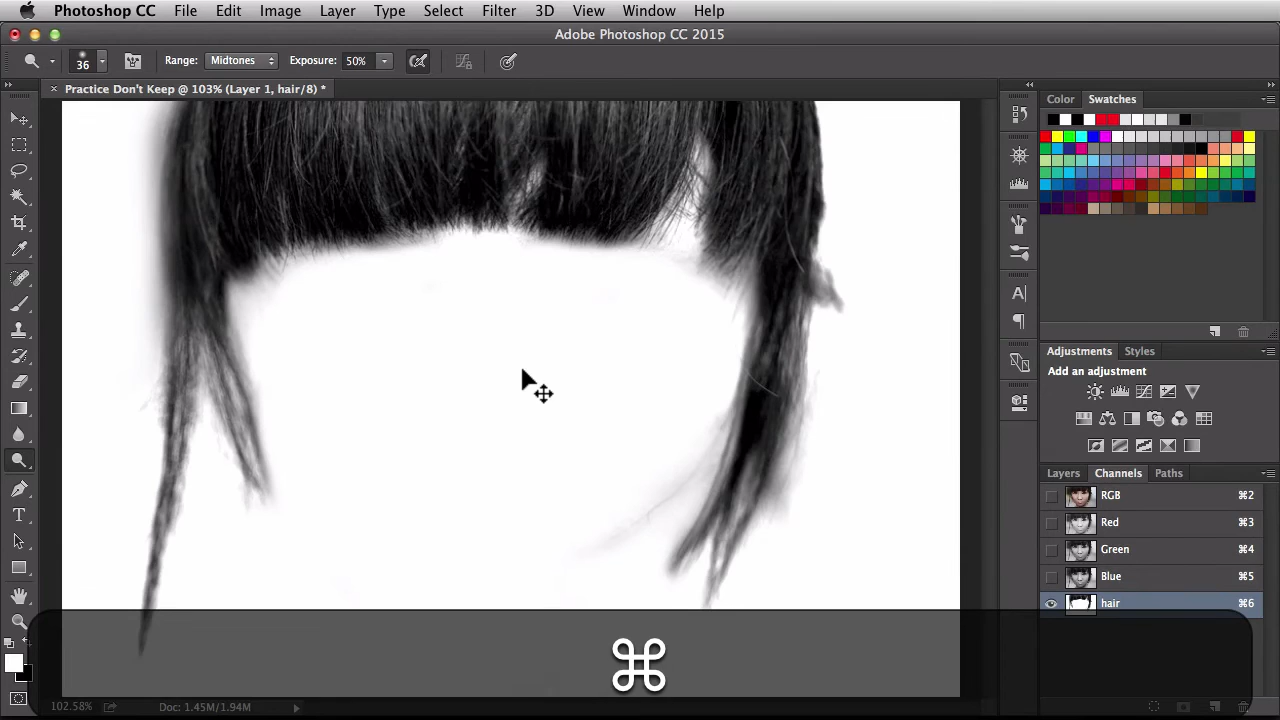 Photoshop CC File Edit Image Layer Type Select Filter 3D View Window Help
Adobe Photoshop CC 2015
36 Range: Midtones Exposure: 50%
× Practice Don't Keep @ 103% (Layer 1, hair/8) *
Color Swatches
Adjustments Styles
Add an adjustment
Layers Channels Paths
RGB ⌘2
Red ⌘3
Green ⌘4
Blue ⌘5
hair ⌘6
⌘
102.58% Doc: 1.45M/1.94M